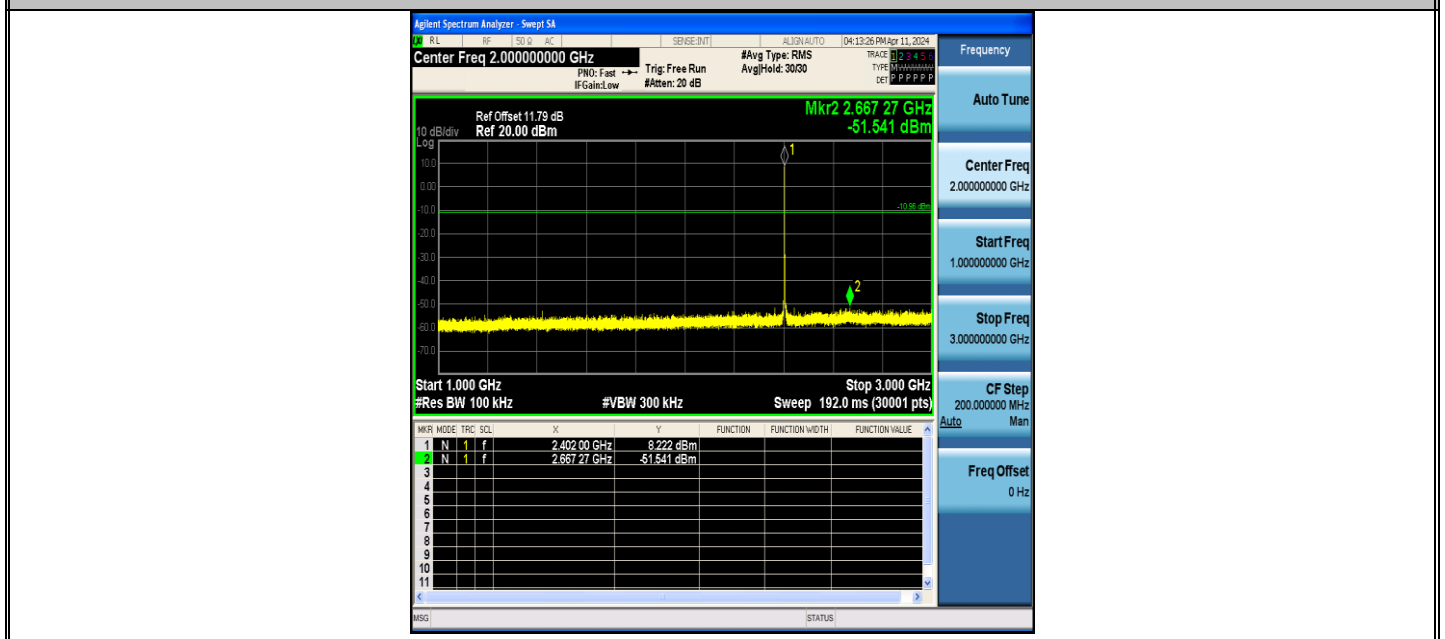 Agilent Spectrum Analyzer - Swept SA
RL RF 50 Ω AC SENSE:INT ALIGN AUTO 04:13:26 PM Apr 11, 2024
Center Freq 2.000000000 GHz
PNO: Fast
IFGain:Low
Trig: Free Run
#Atten: 20 dB
#Avg Type: RMS
Avg|Hold: 30/30
TRACE 1 2 3 4 5 6
TYPE M
DET P P P P P P
Frequency
Mkr2 2.667 27 GHz
-51.541 dBm
Ref Offset 11.79 dB
10 dB/div Ref 20.00 dBm
Log
10.0
0.00
-10.0
-20.0
-30.0
-40.0
-50.0
-60.0
-70.0
1
-10.96 dBm
2
Start 1.000 GHz Stop 3.000 GHz
#Res BW 100 kHz #VBW 300 kHz Sweep 192.0 ms (30001 pts)
MKR MODE TRC SCL X Y FUNCTION FUNCTION WIDTH FUNCTION VALUE
1 N 1 f 2.402 00 GHz 8.222 dBm
2 N 1 f 2.667 27 GHz -51.541 dBm
3
4
5
6
7
8
9
10
11
MSG STATUS
Auto Tune
Center Freq
2.000000000 GHz
Start Freq
1.000000000 GHz
Stop Freq
3.000000000 GHz
CF Step
200.000000 MHz
Auto Man
Freq Offset
0 Hz